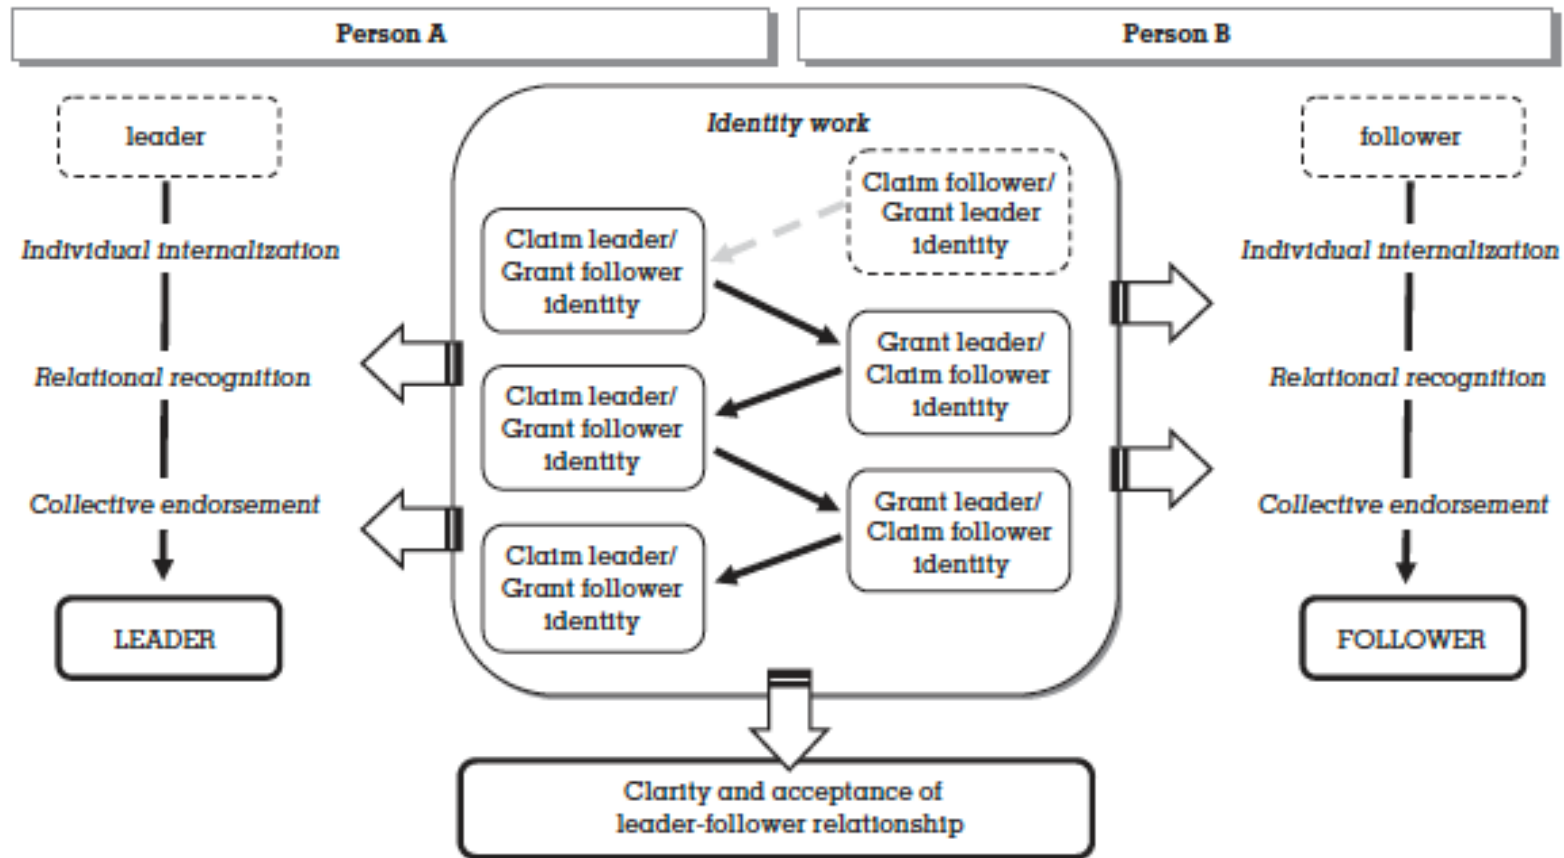 Person A
Person B
leader
Individual internalization
Relational recognition
Collective endorsement
LEADER
Identity work
Claim follower/
Grant leader
identity
Claim leader/
Grant follower
identity
Grant leader/
Claim follower
identity
Claim leader/
Grant follower
identity
Grant leader/
Claim follower
identity
Claim leader/
Grant follower
identity
follower
Individual internalization
Relational recognition
Collective endorsement
FOLLOWER
Clarity and acceptance of
leader-follower relationship